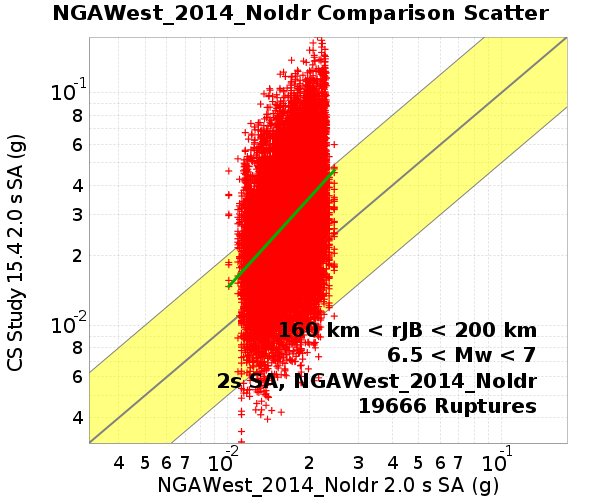 NGAWest_2014_NoIdr Comparison Scatter
CS Study 15.4 2.0 s SA (g)
10-1
8
6
4
3
2
10-2
8
6
4
160 km < rJB < 200 km
6.5 < Mw < 7
2s SA, NGAWest_2014_NoIdr
19666 Ruptures
4 5 6 7 10-2 2 3 4 5 6 7 10-1
NGAWest_2014_NoIdr 2.0 s SA (g)